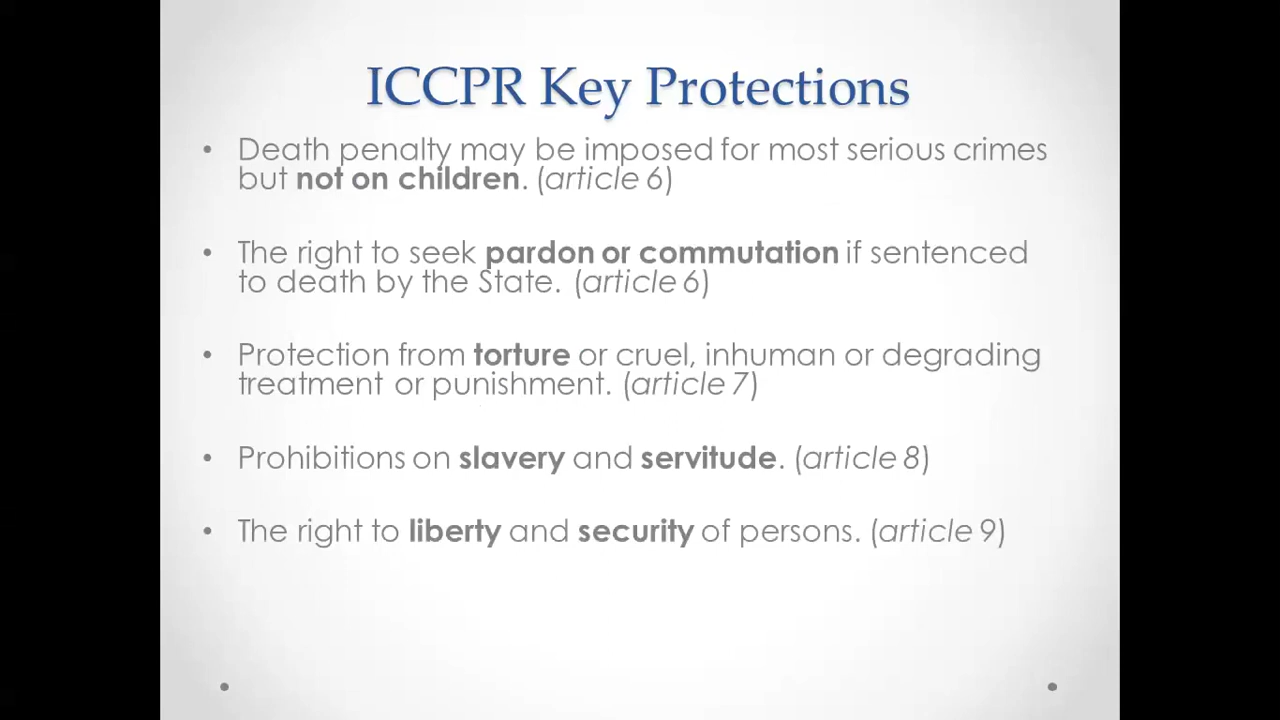 ICCPR Key Protections
• Death penalty may be imposed for most serious crimes
but not on children. (article 6)
• The right to seek pardon or commutation if sentenced
to death by the State. (article 6)
• Protection from torture or cruel, inhuman or degrading
treatment or punishment. (article 7)
• Prohibitions on slavery and servitude. (article 8)
• The right to liberty and security of persons. (article 9)